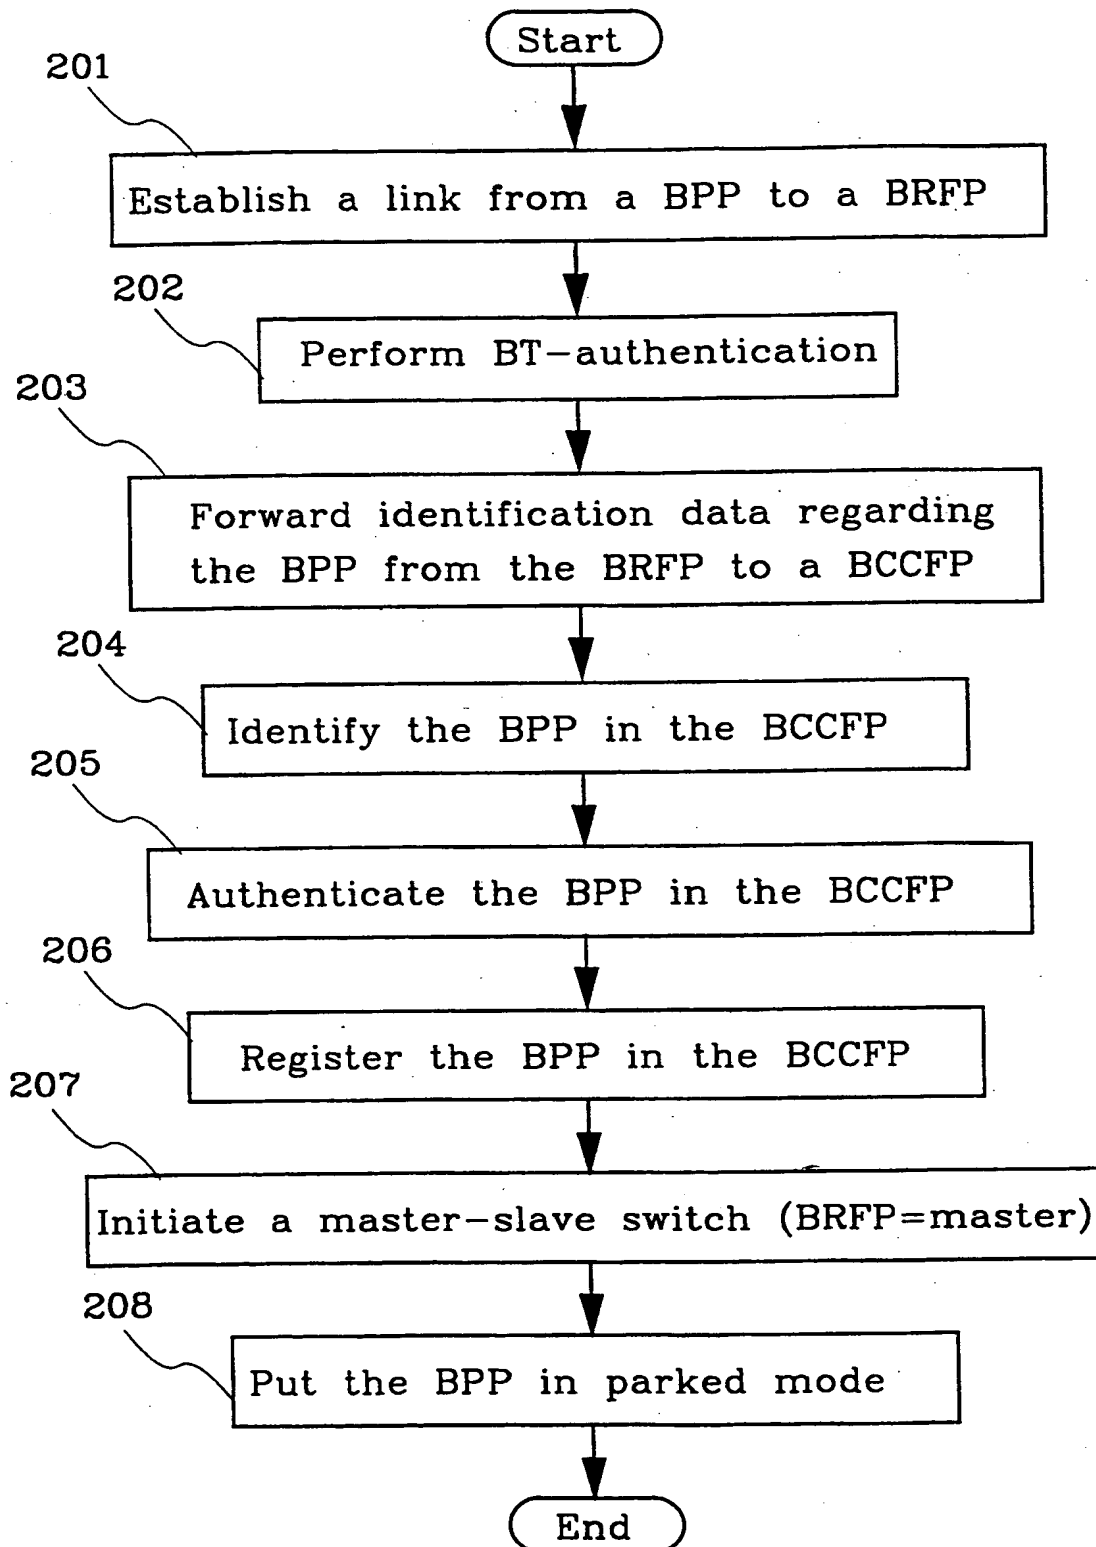 Start
201
Establish a link from a BPP to a BRFP
202
Perform BT-authentication
203
Forward identification data regarding
the BPP from the BRFP to a BCCFP
204
Identify the BPP in the BCCFP
205
Authenticate the BPP in the BCCFP
206
Register the BPP in the BCCFP
207
Initiate a master-slave switch (BRFP=master)
208
Put the BPP in parked mode
End